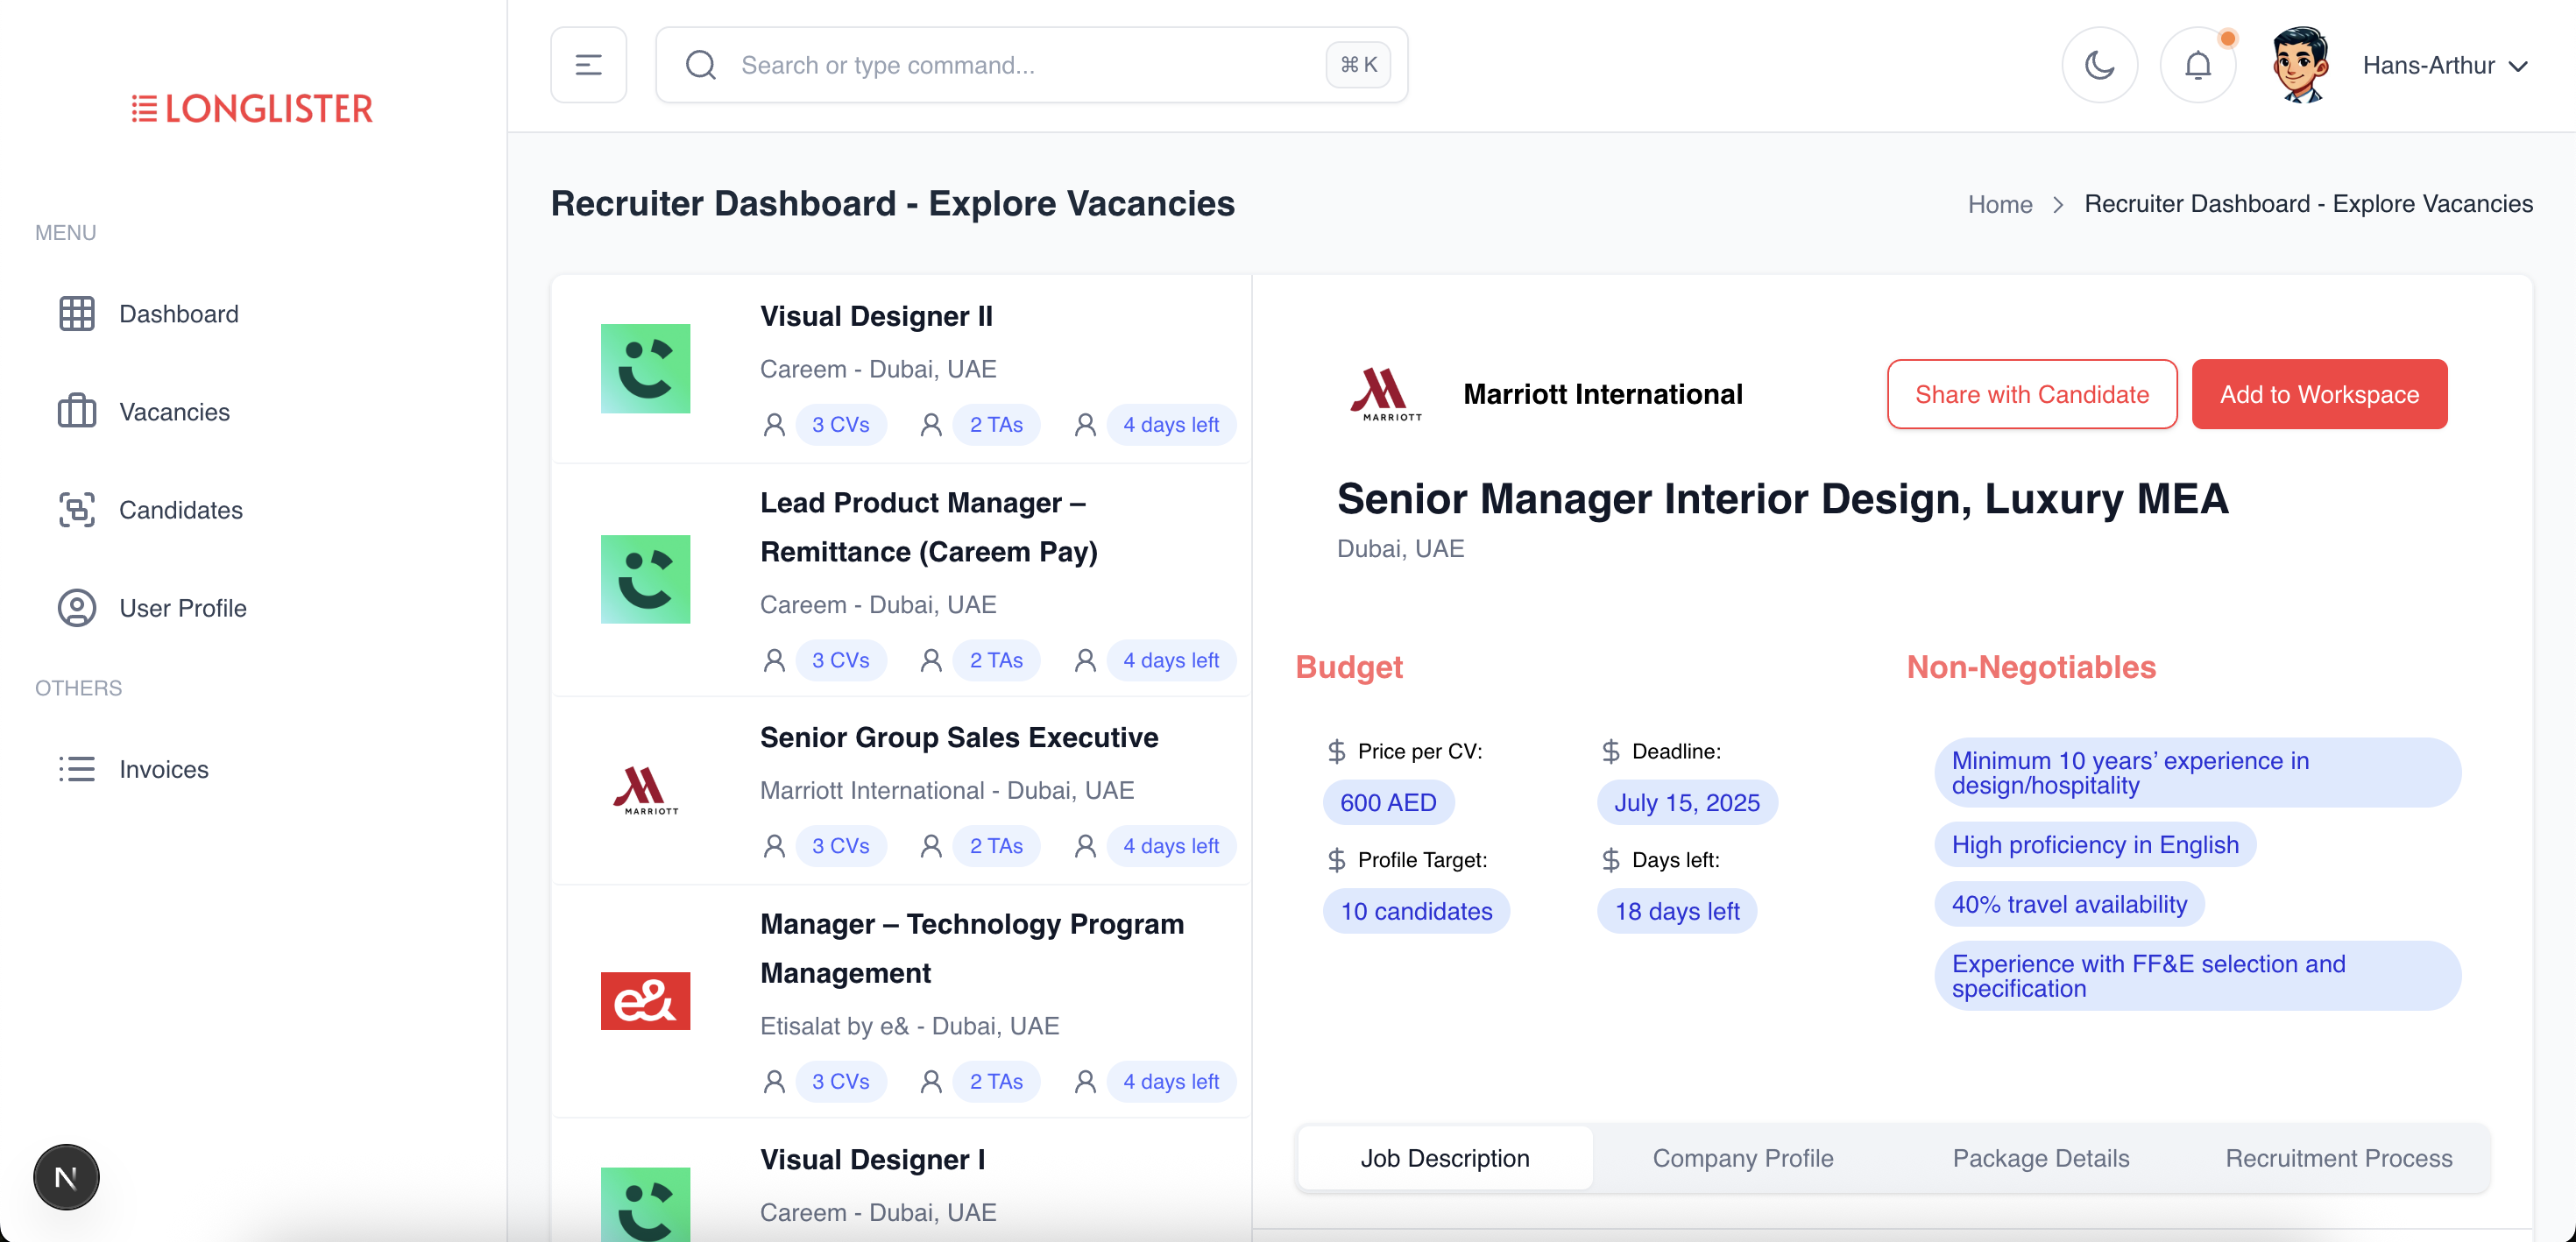 LONGLISTER
MENU
Dashboard
Vacancies
Candidates
User Profile
OTHERS
Invoices
N
Search or type command...
⌘ K
Hans-Arthur
Recruiter Dashboard - Explore Vacancies
Home > Recruiter Dashboard - Explore Vacancies
Visual Designer II
Careem - Dubai, UAE
3 CVs 2 TAs 4 days left
Lead Product Manager –
Remittance (Careem Pay)
Careem - Dubai, UAE
3 CVs 2 TAs 4 days left
MARRIOTT
Senior Group Sales Executive
Marriott International - Dubai, UAE
3 CVs 2 TAs 4 days left
e&
Manager – Technology Program
Management
Etisalat by e& - Dubai, UAE
3 CVs 2 TAs 4 days left
Visual Designer I
Careem - Dubai, UAE
MARRIOTT
Marriott International
Share with Candidate
Add to Workspace
Senior Manager Interior Design, Luxury MEA
Dubai, UAE
Budget
$ Price per CV:
600 AED
$ Deadline:
July 15, 2025
$ Profile Target:
10 candidates
$ Days left:
18 days left
Non-Negotiables
Minimum 10 years’ experience in
design/hospitality
High proficiency in English
40% travel availability
Experience with FF&E selection and
specification
Job Description Company Profile Package Details Recruitment Process